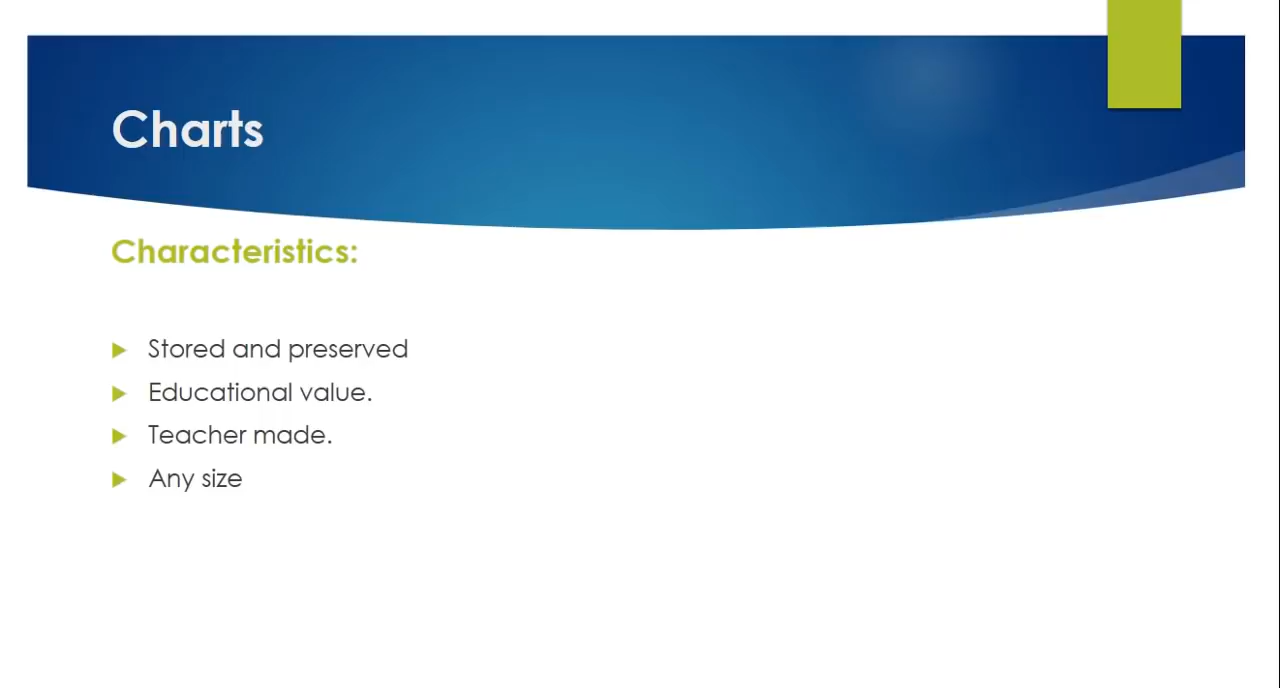 Charts
Characteristics:
Stored and preserved
Educational value.
Teacher made.
Any size